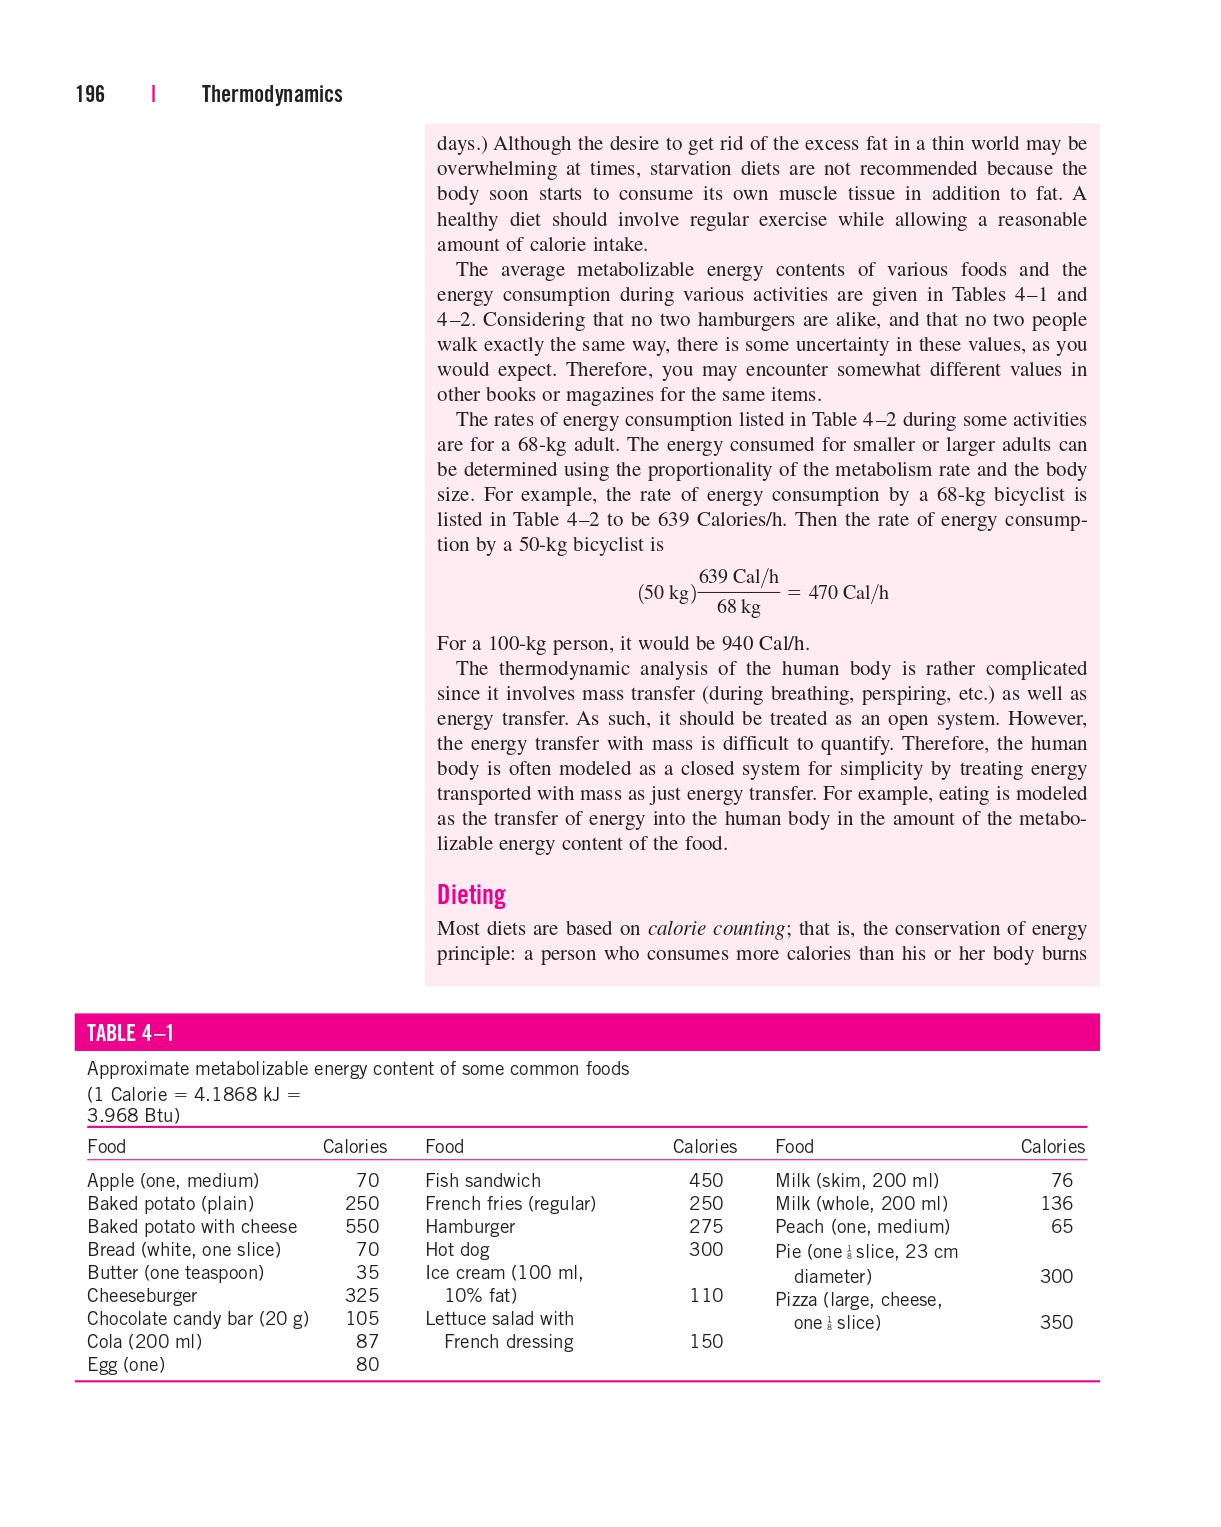 196 | Thermodynamics
days.) Although the desire to get rid of the excess fat in a thin world may be
overwhelming at times, starvation diets are not recommended because the
body soon starts to consume its own muscle tissue in addition to fat. A
healthy diet should involve regular exercise while allowing a reasonable
amount of calorie intake.
The average metabolizable energy contents of various foods and the
energy consumption during various activities are given in Tables 4–1 and
4–2. Considering that no two hamburgers are alike, and that no two people
walk exactly the same way, there is some uncertainty in these values, as you
would expect. Therefore, you may encounter somewhat different values in
other books or magazines for the same items.
The rates of energy consumption listed in Table 4–2 during some activities
are for a 68-kg adult. The energy consumed for smaller or larger adults can
be determined using the proportionality of the metabolism rate and the body
size. For example, the rate of energy consumption by a 68-kg bicyclist is
listed in Table 4–2 to be 639 Calories/h. Then the rate of energy consump-
tion by a 50-kg bicyclist is
(50 kg) 639 Cal/h / 68 kg = 470 Cal/h
For a 100-kg person, it would be 940 Cal/h.
The thermodynamic analysis of the human body is rather complicated
since it involves mass transfer (during breathing, perspiring, etc.) as well as
energy transfer. As such, it should be treated as an open system. However,
the energy transfer with mass is difficult to quantify. Therefore, the human
body is often modeled as a closed system for simplicity by treating energy
transported with mass as just energy transfer. For example, eating is modeled
as the transfer of energy into the human body in the amount of the metabo-
lizable energy content of the food.
Dieting
Most diets are based on calorie counting; that is, the conservation of energy
principle: a person who consumes more calories than his or her body burns
TABLE 4–1
Approximate metabolizable energy content of some common foods
(1 Calorie = 4.1868 kJ =
3.968 Btu)
Food Calories Food Calories Food Calories
Apple (one, medium) 70 Fish sandwich 450 Milk (skim, 200 ml) 76
Baked potato (plain) 250 French fries (regular) 250 Milk (whole, 200 ml) 136
Baked potato with cheese 550 Hamburger 275 Peach (one, medium) 65
Bread (white, one slice) 70 Hot dog 300 Pie (one 1/8 slice, 23 cm
Butter (one teaspoon) 35 Ice cream (100 ml, diameter) 300
Cheeseburger 325 10% fat) 110 Pizza (large, cheese,
Chocolate candy bar (20 g) 105 Lettuce salad with one 1/8 slice) 350
Cola (200 ml) 87 French dressing 150
Egg (one) 80